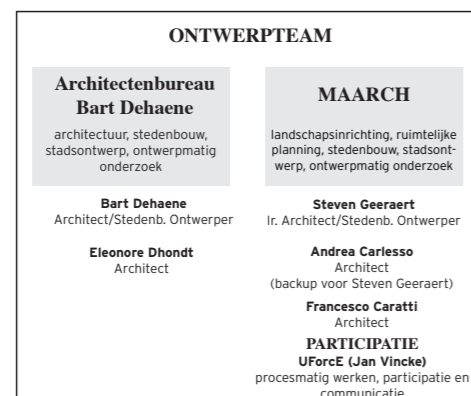 ONTWERPTEAM
Architectenbureau
Bart Dehaene
architectuur, stedenbouw,
stadsontwerp, ontwerpmatig
onderzoek
Bart Dehaene
Architect/Stedenb. Ontwerper
Eleonore Dhondt
Architect
MAARCH
landschapsinrichting, ruimtelijke
planning, stedenbouw, stadsont-
werp, ontwerpmatig onderzoek
Steven Geeraert
Ir. Architect/Stedenb. Ontwerper
Andrea Carlesso
Architect
(backup voor Steven Geeraert)
Francesco Caratti
Architect
PARTICIPATIE
UForcE (Jan Vincke)
procesmatig werken, participatie en
communicatie